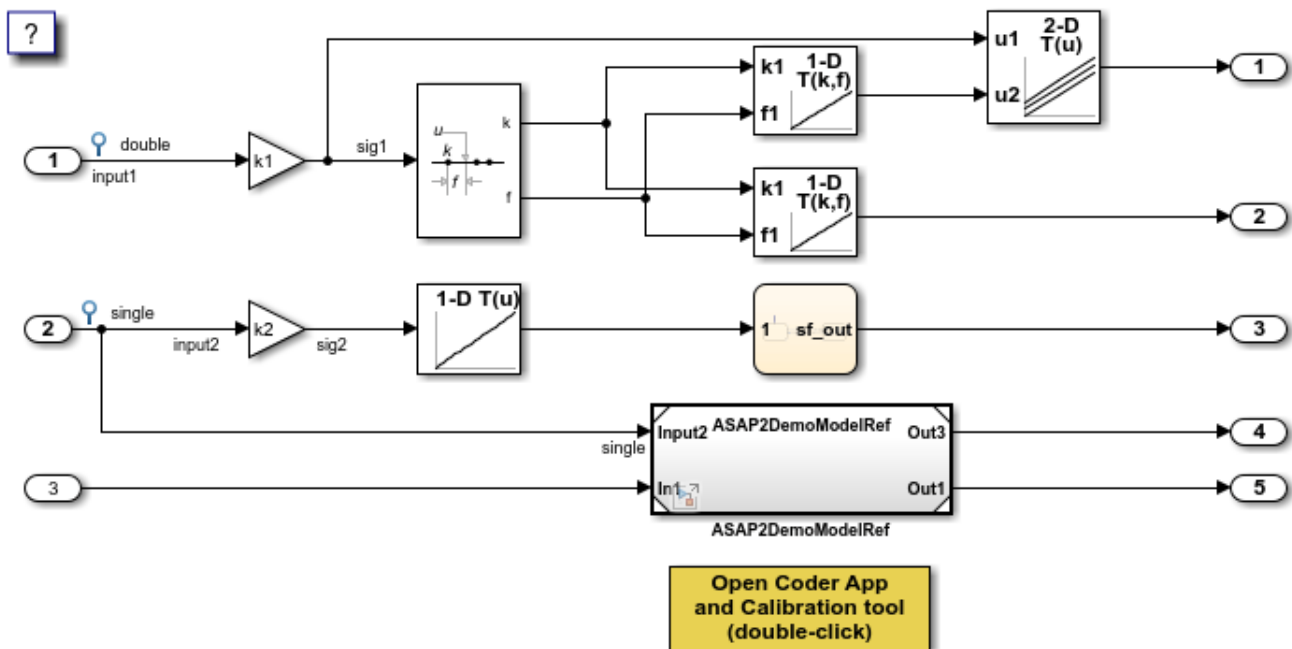 ?
u1
2-D
T(u)
u2
1
k1
1-D
T(k,f)
f1
k
u
k
f
f
1
double
input1
k1
sig1
k1
1-D
T(k,f)
f1
2
2
single
input2
k2
sig2
1-D T(u)
1
sf_out
3
single
Input2
ASAP2DemoModelRef
Out3
4
3
In1
Out1
5
ASAP2DemoModelRef
Open Coder App
and Calibration tool
(double-click)